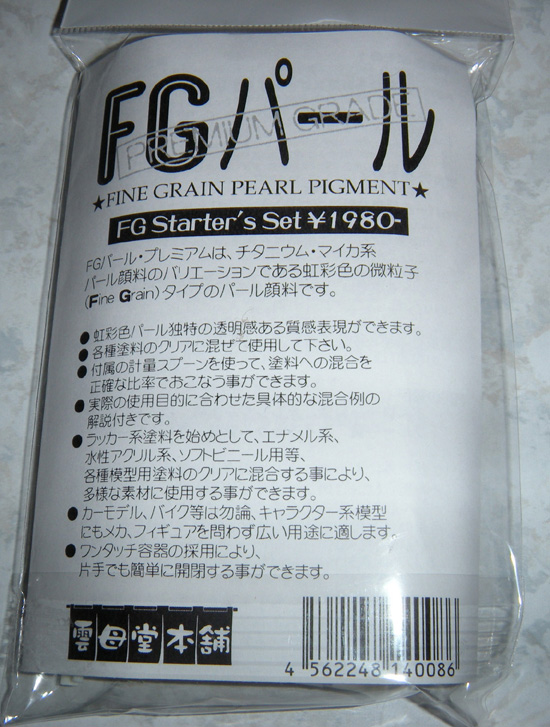 FGパール
PREMIUM GRADE
★FINE GRAIN PEARL PIGMENT★
FG Starter's Set ¥1980-
FGパール・プレミアムは、チタニウム・マイカ系
パール顔料のバリエーションである虹彩色の微粒子
(Fine Grain)タイプのパール顔料です。
●虹彩色パール独特の透明感ある質感表現ができます。
●各種塗料のクリアに混ぜて使用して下さい。
●付属の計量スプーンを使って、塗料への混合を
正確な比率でおこなう事ができます。
●実際の使用目的に合わせた具体的な混合例の
解説付きです。
●ラッカー系塗料を始めとして、エナメル系、
水性アクリル系、ソフトビニール用等、
各種模型用塗料のクリアに混合する事により、
多様な素材に使用する事ができます。
●カーモデル、バイク等は勿論、キャラクター系模型
にもメカ、フィギュアを問わず広い用途に適します。
●ワンタッチ容器の採用により、
片手でも簡単に開閉する事ができます。
雲母堂本舗
4 562248 140086